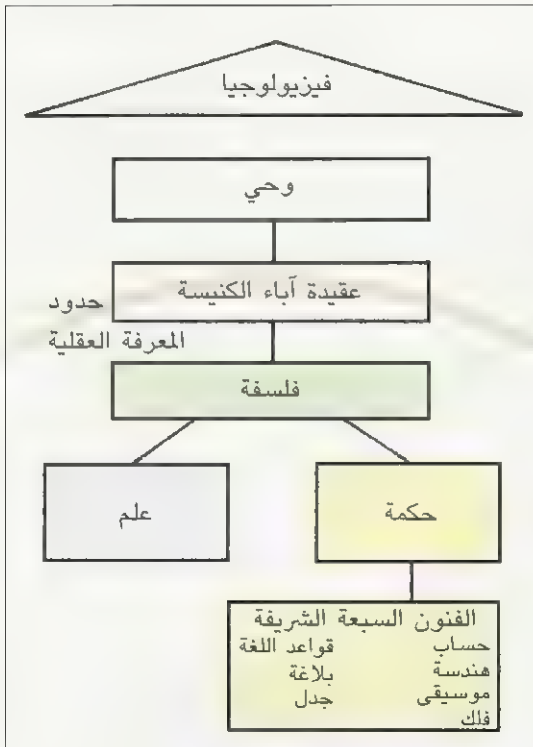 فيزيولوجيا
وحي
عقيدة آباء الكنيسة
حدود
المعرفة العقلية
فلسفة
حكمة
علم
الفنون السبعة الشريفة
حساب قواعد اللغة
هندسة بلاغة
موسيقى جدل
فلك